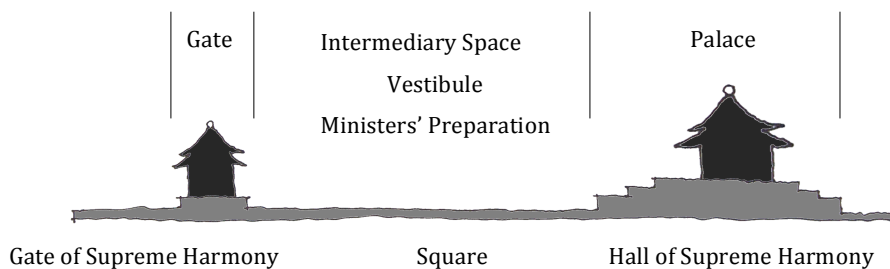 Gate
Intermediary Space
Vestibule
Ministers’ Preparation
Palace
Gate of Supreme Harmony
Square
Hall of Supreme Harmony